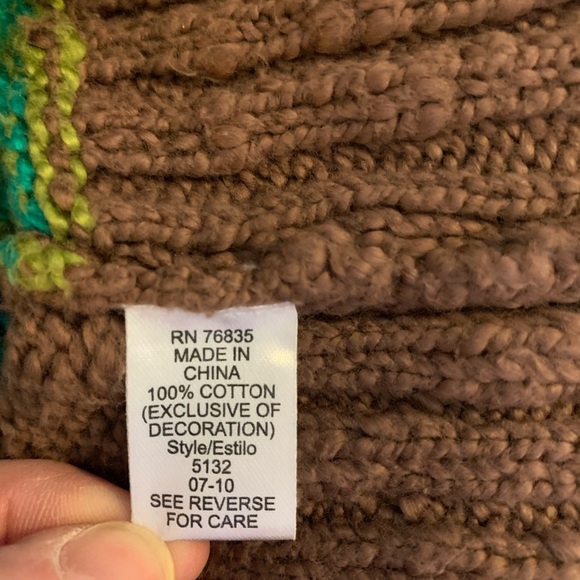 RN 76835
MADE IN
CHINA
100% COTTON
(EXCLUSIVE OF
DECORATION)
Style/Estilo
5132
07-10
SEE REVERSE
FOR CARE